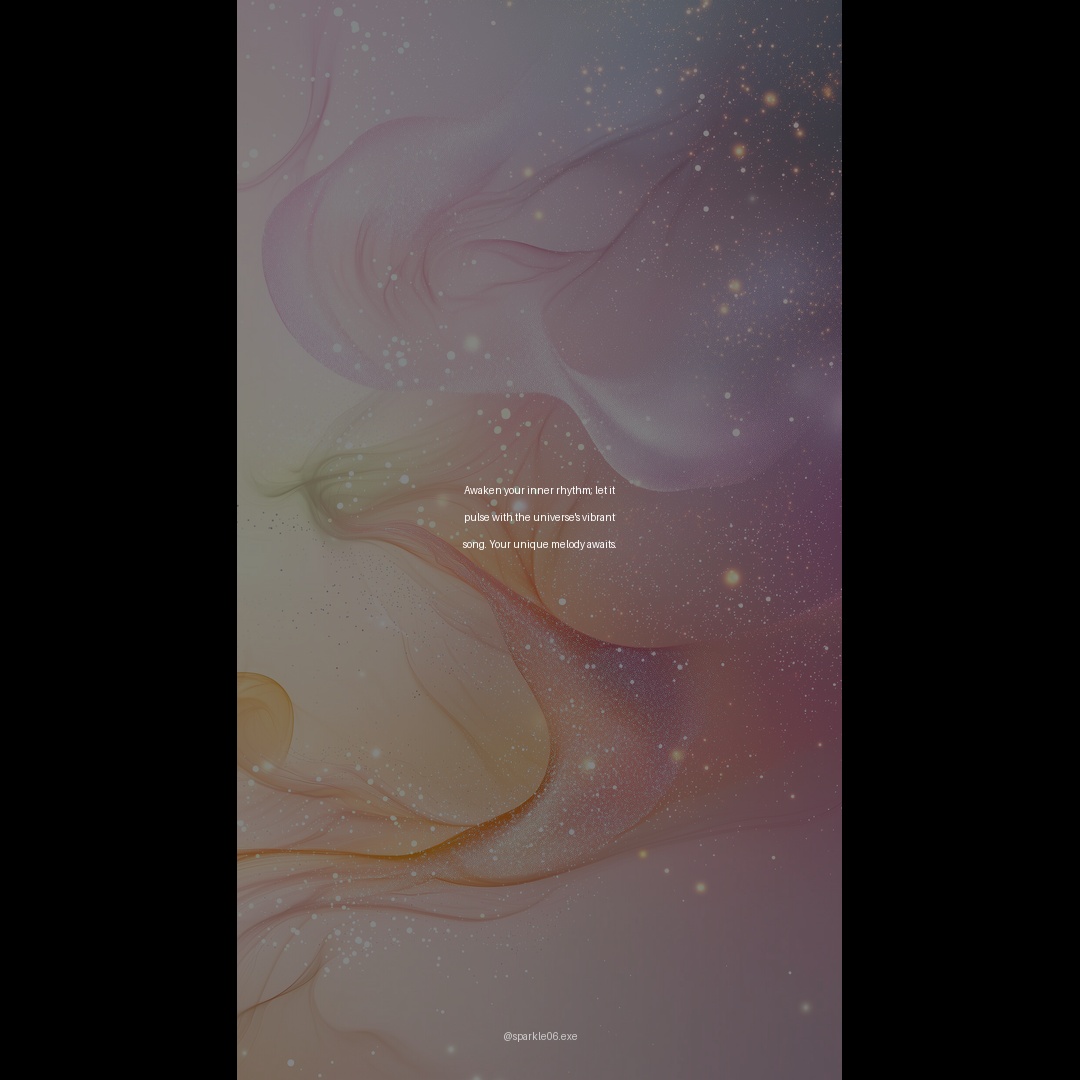 Awaken your inner rhythm; let it
pulse with the universe's vibrant
song. Your unique melody awaits.
@sparkle06.exe